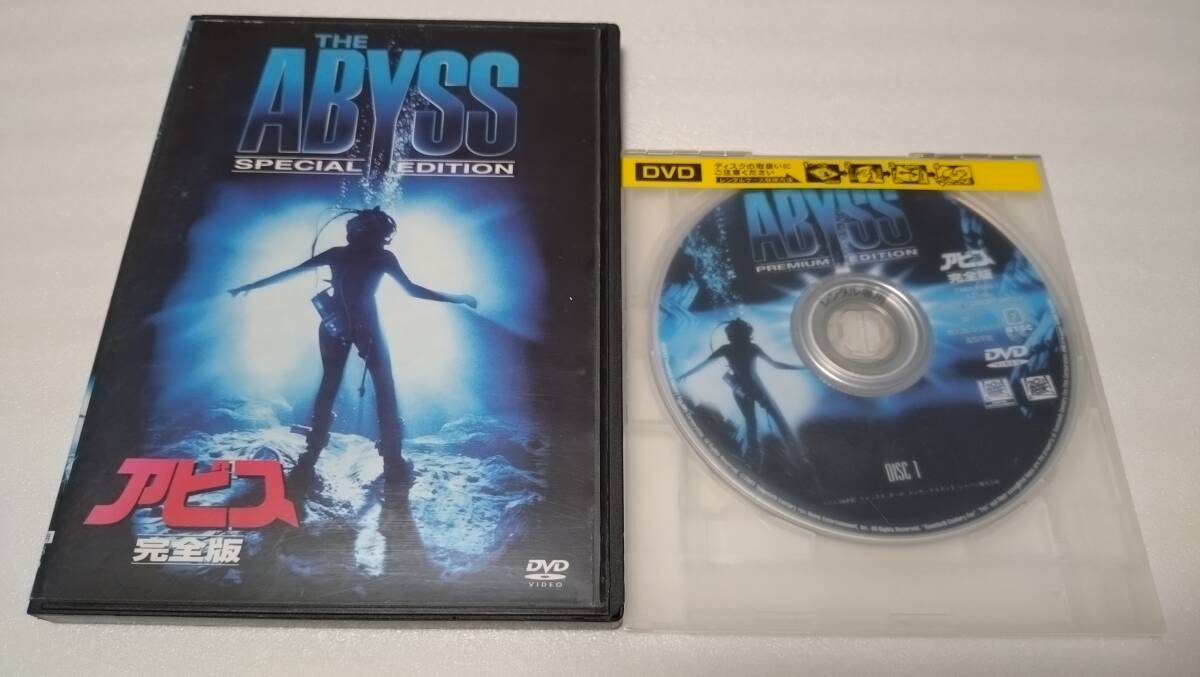 THE
ABYSS
SPECIAL EDITION
アビス
完全版
DVD
VIDEO
DVD
ディスクの取扱いに
ご注意ください
ABYSS
PREMIUM EDITION
アビス
完全版
レンタル専用
DVD
VIDEO
DISC 1